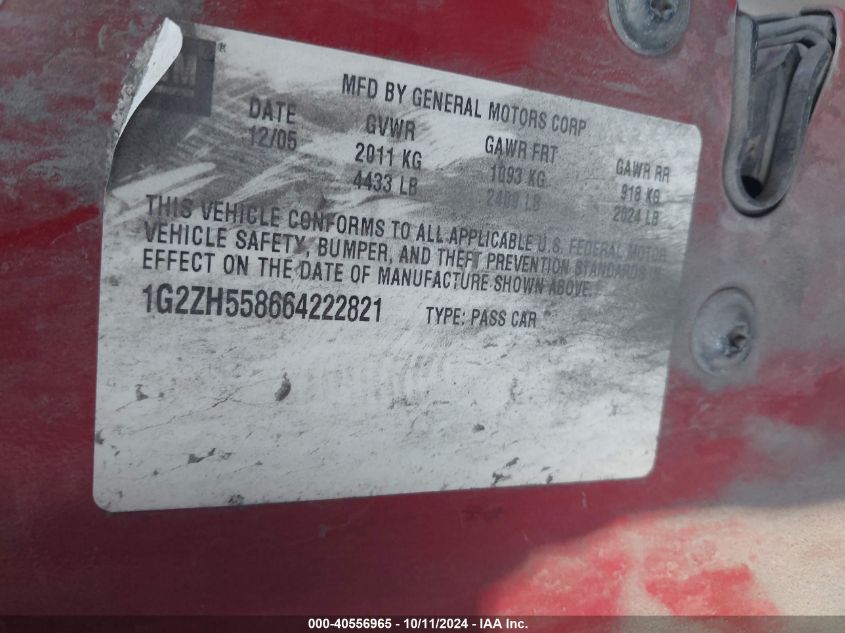 GM
MFD BY GENERAL MOTORS CORP
DATE GVWR GAWR FRT GAWR RR
12/05 2011 KG 1093 KG 918 KG
4433 LB 2409 LB 2024 LB
THIS VEHICLE CONFORMS TO ALL APPLICABLE U.S. FEDERAL MOTOR
VEHICLE SAFETY, BUMPER, AND THEFT PREVENTION STANDARDS IN
EFFECT ON THE DATE OF MANUFACTURE SHOWN ABOVE.
1G2ZH558664222821 TYPE: PASS CAR
000-40556965 - 10/11/2024 - IAA Inc.